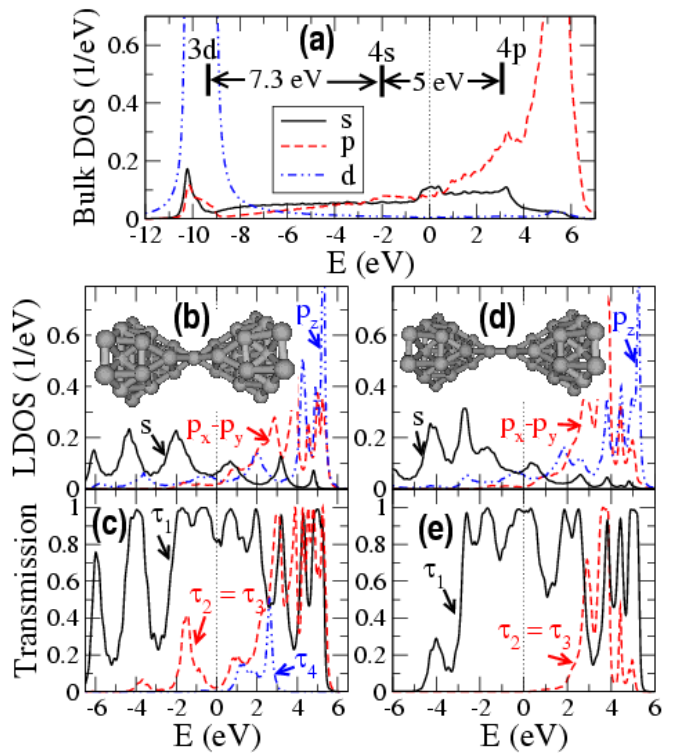 (a)
Bulk DOS (1/eV)
0.6
0.4
0.2
0
3d
4s
4p
7.3 eV
5 eV
s
p
d
-12 -10 -8 -6 -4 -2 0 2 4 6
E (eV)
(b)
LDOS (1/eV)
0.6
0.4
0.2
0
s
pₓ-pᵧ
p_z
(d)
s
pₓ-pᵧ
p_z
(c)
Transmission
1
0.8
0.6
0.4
0.2
0
τ₁
τ₂ = τ₃
τ₄
-6 -4 -2 0 2 4 6
E (eV)
(e)
τ₁
τ₂ = τ₃
-6 -4 -2 0 2 4 6
E (eV)